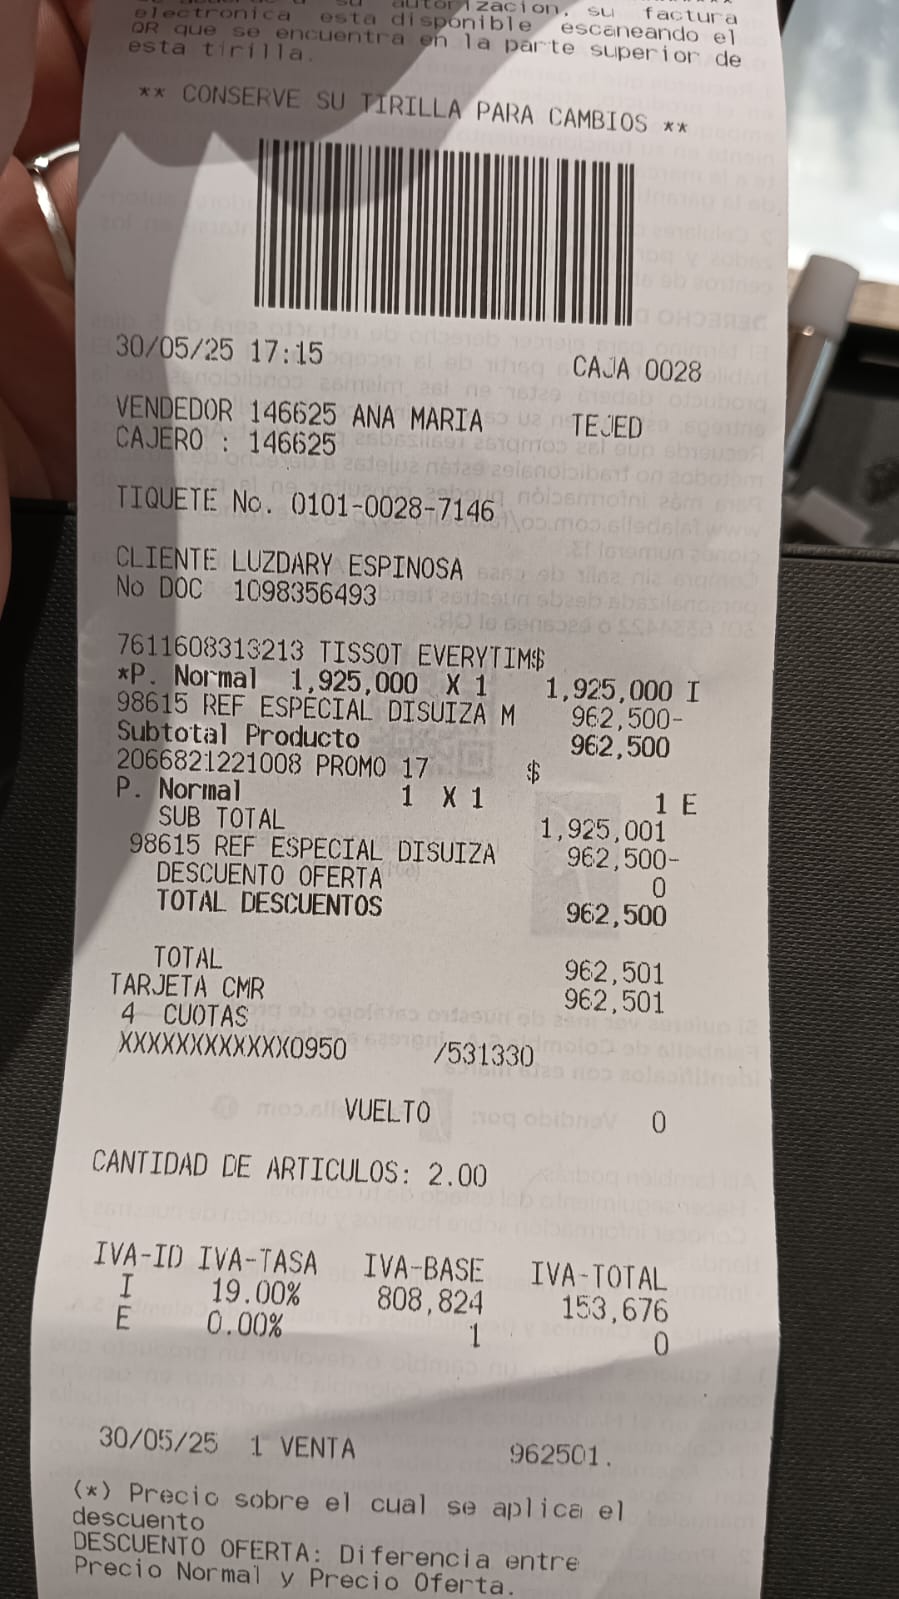 autorización, su factura
electronica esta disponible escaneando el
QR que se encuentra en la parte superior de
esta tirilla.
** CONSERVE SU TIRILLA PARA CAMBIOS **
30/05/25 17:15 CAJA 0028
VENDEDOR 146625 ANA MARIA TEJED
CAJERO : 146625
TIQUETE No. 0101-0028-7146
CLIENTE LUZDARY ESPINOSA
No DOC 1098356493
7611608313213 TISSOT EVERYTIM$
*P. Normal 1,925,000 X 1 1,925,000 I
98615 REF ESPECIAL DISUIZA M 962,500-
Subtotal Producto 962,500
2066821221008 PROMO 17 $
P. Normal 1 X 1 1 E
SUB TOTAL 1,925,001
98615 REF ESPECIAL DISUIZA 962,500-
DESCUENTO OFERTA 0
TOTAL DESCUENTOS 962,500
TOTAL 962,501
TARJETA CMR 962,501
4 CUOTAS
XXXXXXXXXXXX0950 /531330
VUELTO 0
CANTIDAD DE ARTICULOS: 2.00
IVA-ID IVA-TASA IVA-BASE IVA-TOTAL
I 19.00% 808,824 153,676
E 0.00% 1 0
30/05/25 1 VENTA 962501.
(*) Precio sobre el cual se aplica el
descuento
DESCUENTO OFERTA: Diferencia entre
Precio Normal y Precio Oferta.